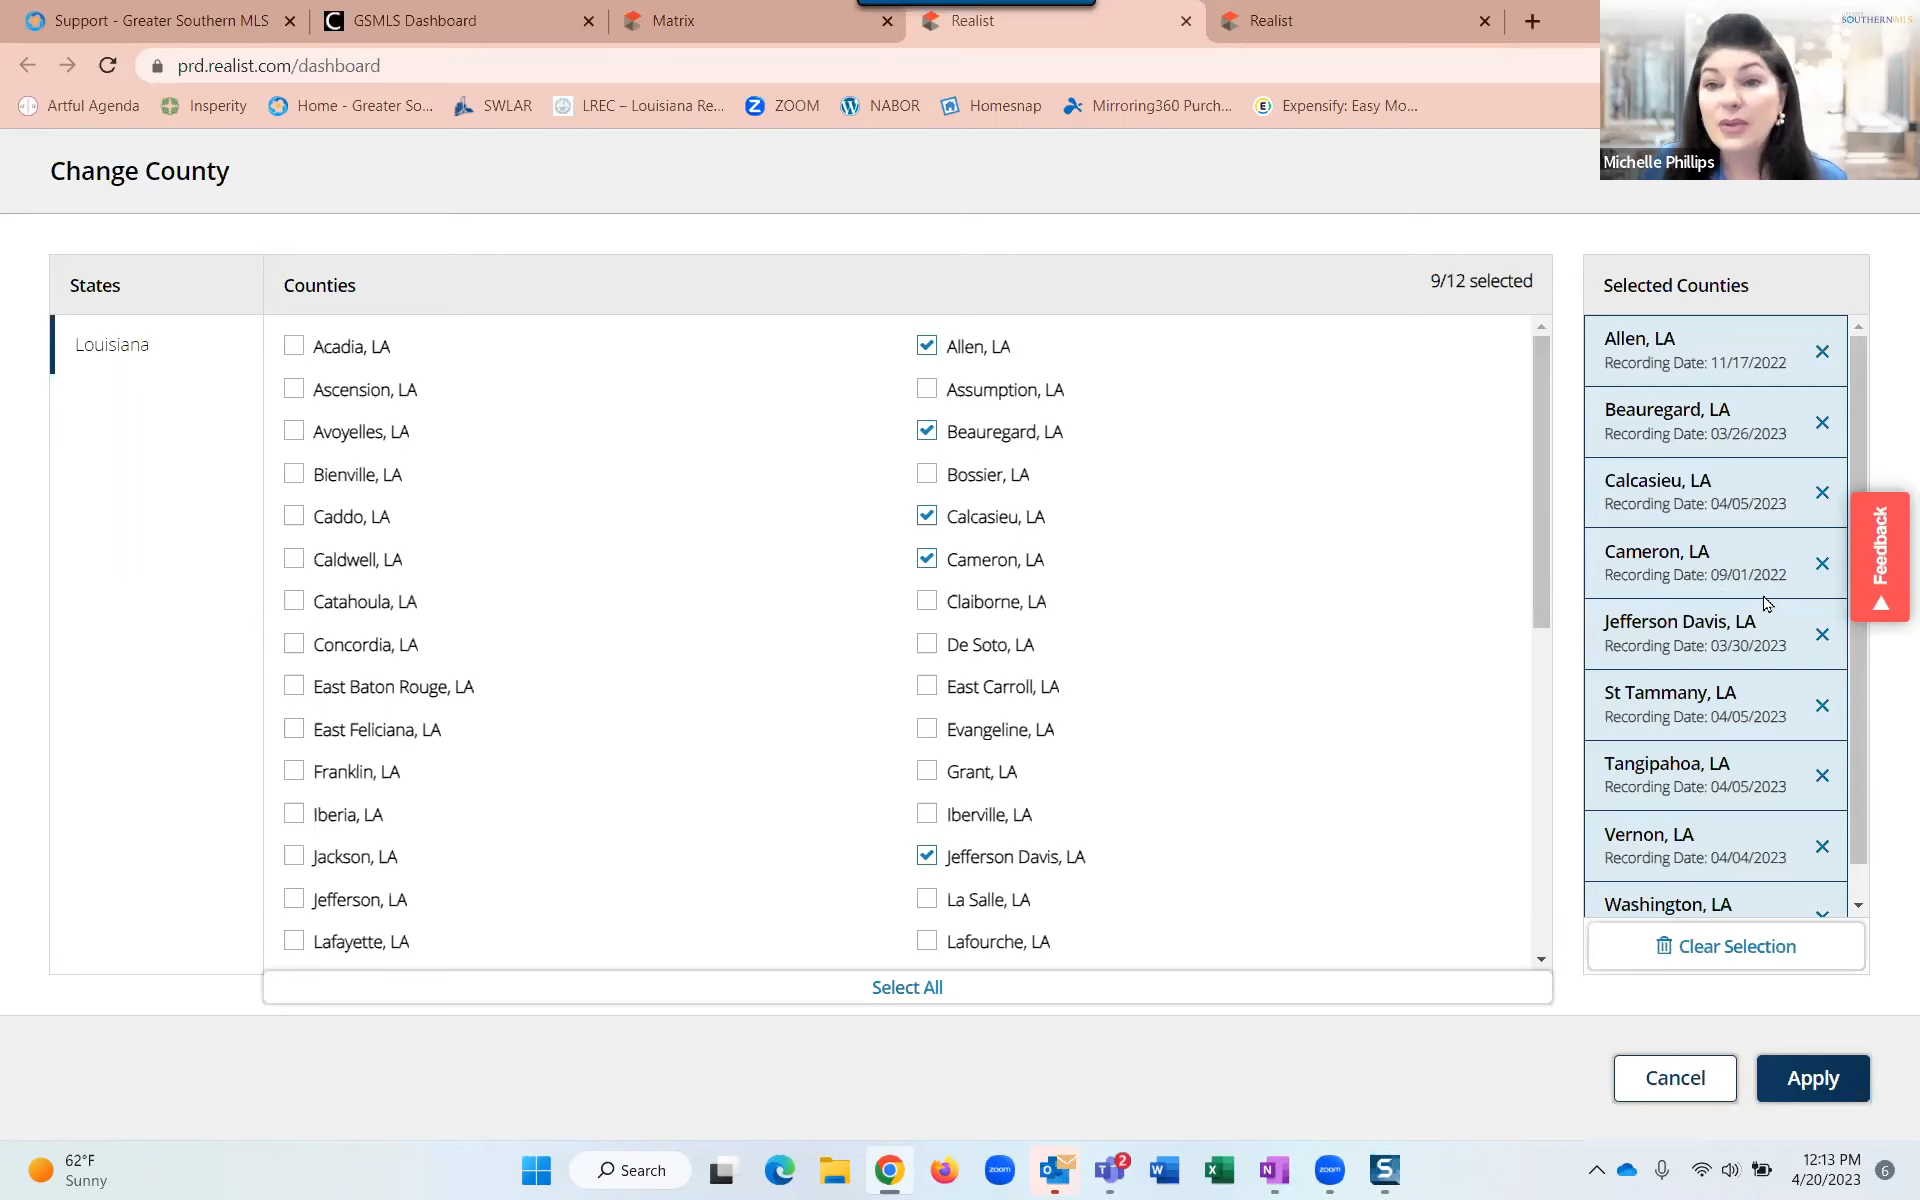 Support - Greater Southern MLS
GSMLS Dashboard
Matrix
Realist
Realist
SOUTHERN MLS
prd.realist.com/dashboard
Artful Agenda
Insperity
Home - Greater So...
SWLAR
LREC – Louisiana Re...
ZOOM
NABOR
Homesnap
Mirroring360 Purch...
Expensify: Easy Mo...
Michelle Phillips
Change County
States
Counties
9/12 selected
Selected Counties
Louisiana
Acadia, LA
Allen, LA
Ascension, LA
Assumption, LA
Avoyelles, LA
Beauregard, LA
Bienville, LA
Bossier, LA
Caddo, LA
Calcasieu, LA
Caldwell, LA
Cameron, LA
Catahoula, LA
Claiborne, LA
Concordia, LA
De Soto, LA
East Baton Rouge, LA
East Carroll, LA
East Feliciana, LA
Evangeline, LA
Franklin, LA
Grant, LA
Iberia, LA
Iberville, LA
Jackson, LA
Jefferson Davis, LA
Jefferson, LA
La Salle, LA
Lafayette, LA
Lafourche, LA
Select All
Allen, LA
Recording Date: 11/17/2022
Beauregard, LA
Recording Date: 03/26/2023
Calcasieu, LA
Recording Date: 04/05/2023
Cameron, LA
Recording Date: 09/01/2022
Jefferson Davis, LA
Recording Date: 03/30/2023
St Tammany, LA
Recording Date: 04/05/2023
Tangipahoa, LA
Recording Date: 04/05/2023
Vernon, LA
Recording Date: 04/04/2023
Washington, LA
Clear Selection
Feedback
Cancel
Apply
62°F
Sunny
Search
zoom
2
zoom
12:13 PM
4/20/2023
6